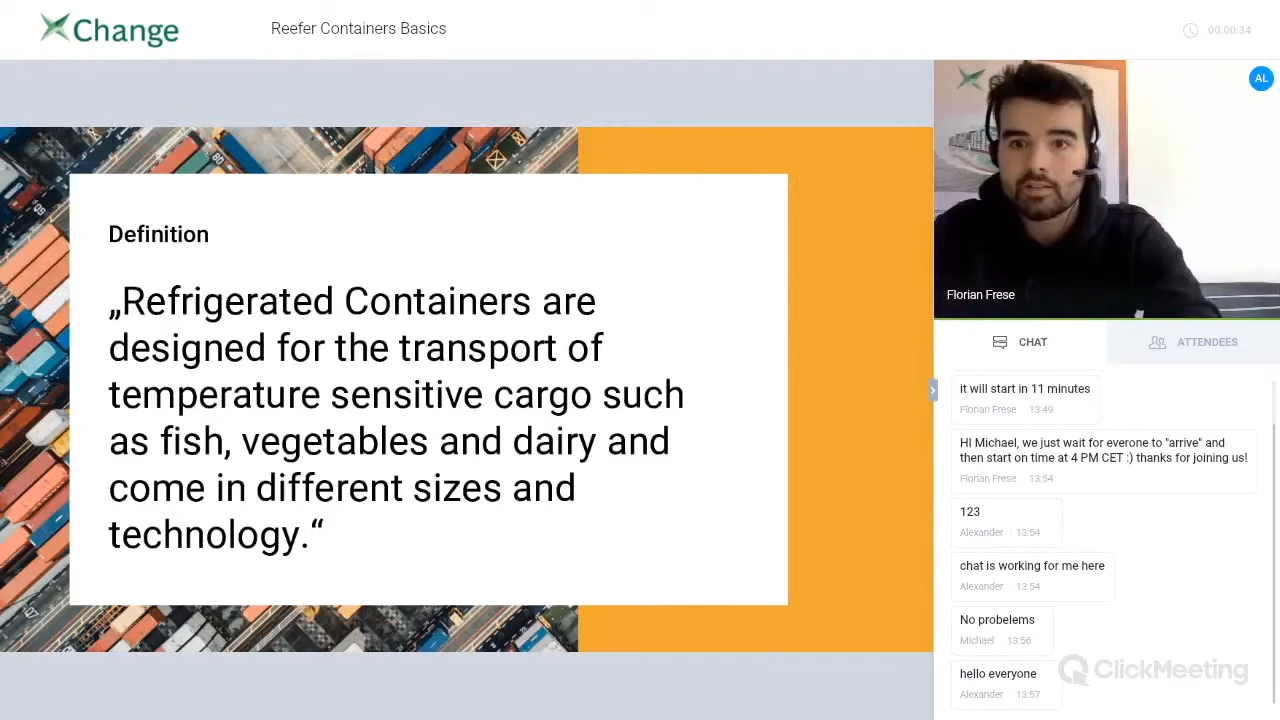 Change
Reefer Containers Basics
00:00:34
AL
Definition
„Refrigerated Containers are
designed for the transport of
temperature sensitive cargo such
as fish, vegetables and dairy and
come in different sizes and
technology.“
Florian Frese
CHAT
ATTENDEES
it will start in 11 minutes
Florian Frese 13:49
HI Michael, we just wait for everone to "arrive" and
then start on time at 4 PM CET :) thanks for joining us!
Florian Frese 13:54
123
Alexander 13:54
chat is working for me here
Alexander 13:54
No probelems
Michael 13:56
hello everyone
Alexander 13:57
ClickMeeting